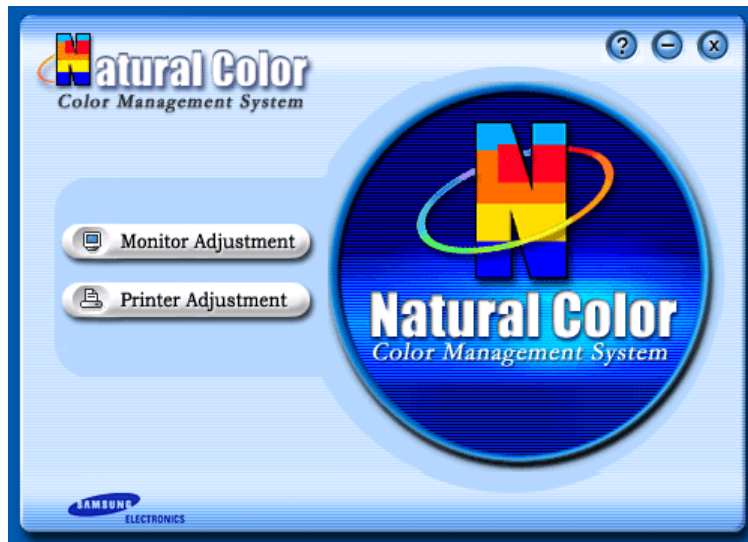 Natural Color
Color Management System
?
–
x
Monitor Adjustment
Printer Adjustment
N
Natural Color
Color Management System
SAMSUNG
ELECTRONICS